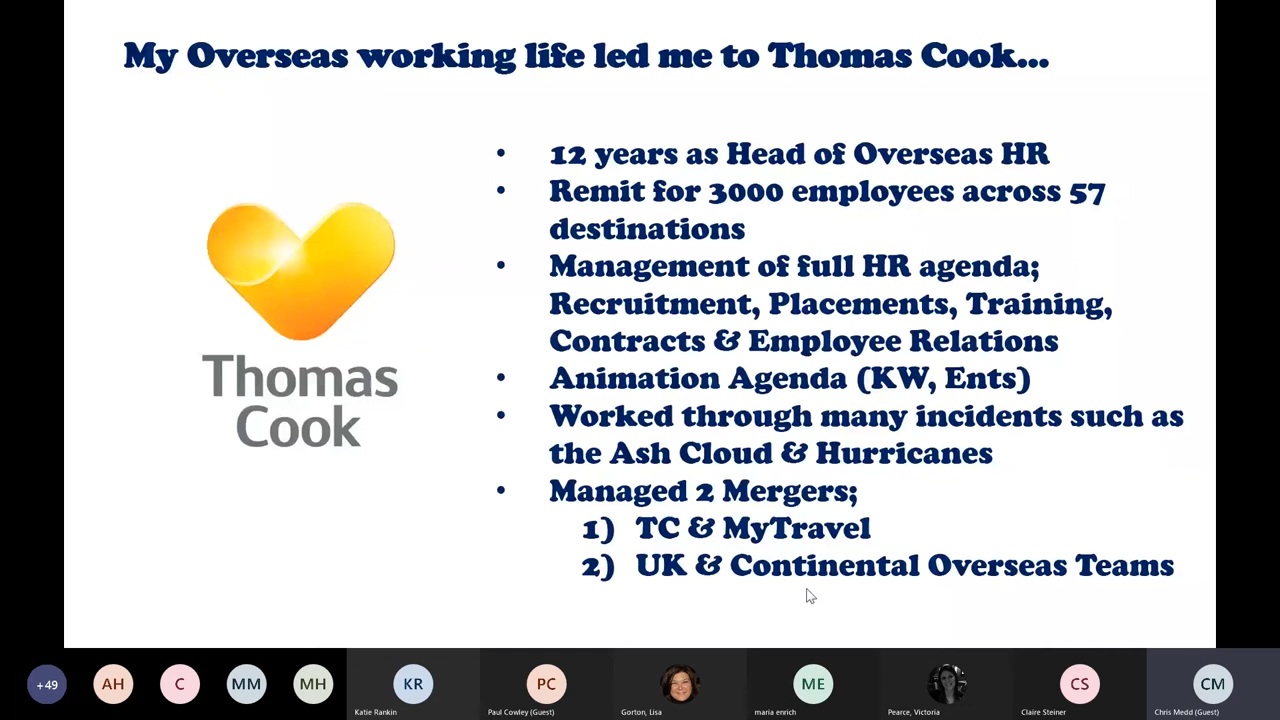 My Overseas working life led me to Thomas Cook...
• 12 years as Head of Overseas HR
• Remit for 3000 employees across 57
destinations
• Management of full HR agenda;
Recruitment, Placements, Training,
Contracts & Employee Relations
• Animation Agenda (KW, Ents)
• Worked through many incidents such as
the Ash Cloud & Hurricanes
• Managed 2 Mergers;
1) TC & MyTravel
2) UK & Continental Overseas Teams
Thomas
Cook
+49
AH
C
MM
MH
KR
Katie Rankin
PC
Paul Cowley (Guest)
Gorton, Lisa
ME
maria enrich
Pearce, Victoria
CS
Claire Steiner
CM
Chris Medd (Guest)